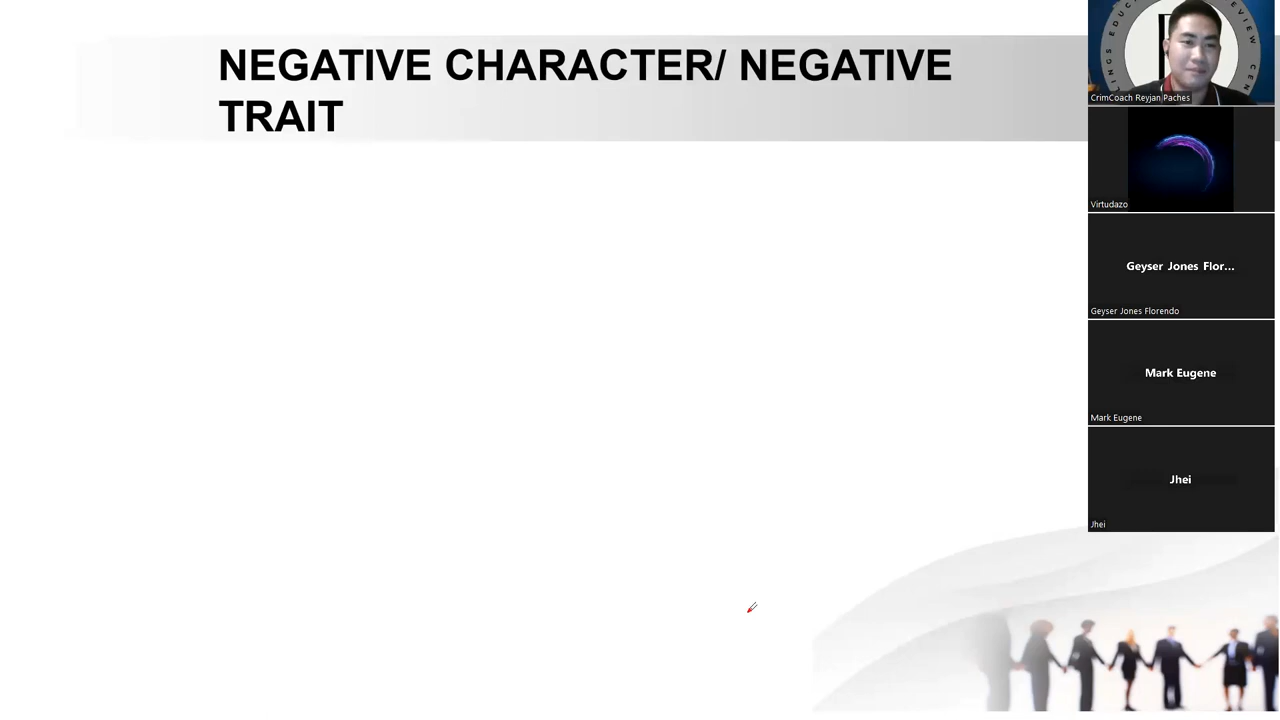 NEGATIVE CHARACTER/ NEGATIVE
TRAIT
CrimCoach Reyjan Paches
Virtudazo
Geyser Jones Flor...
Geyser Jones Florendo
Mark Eugene
Mark Eugene
Jhei
Jhei